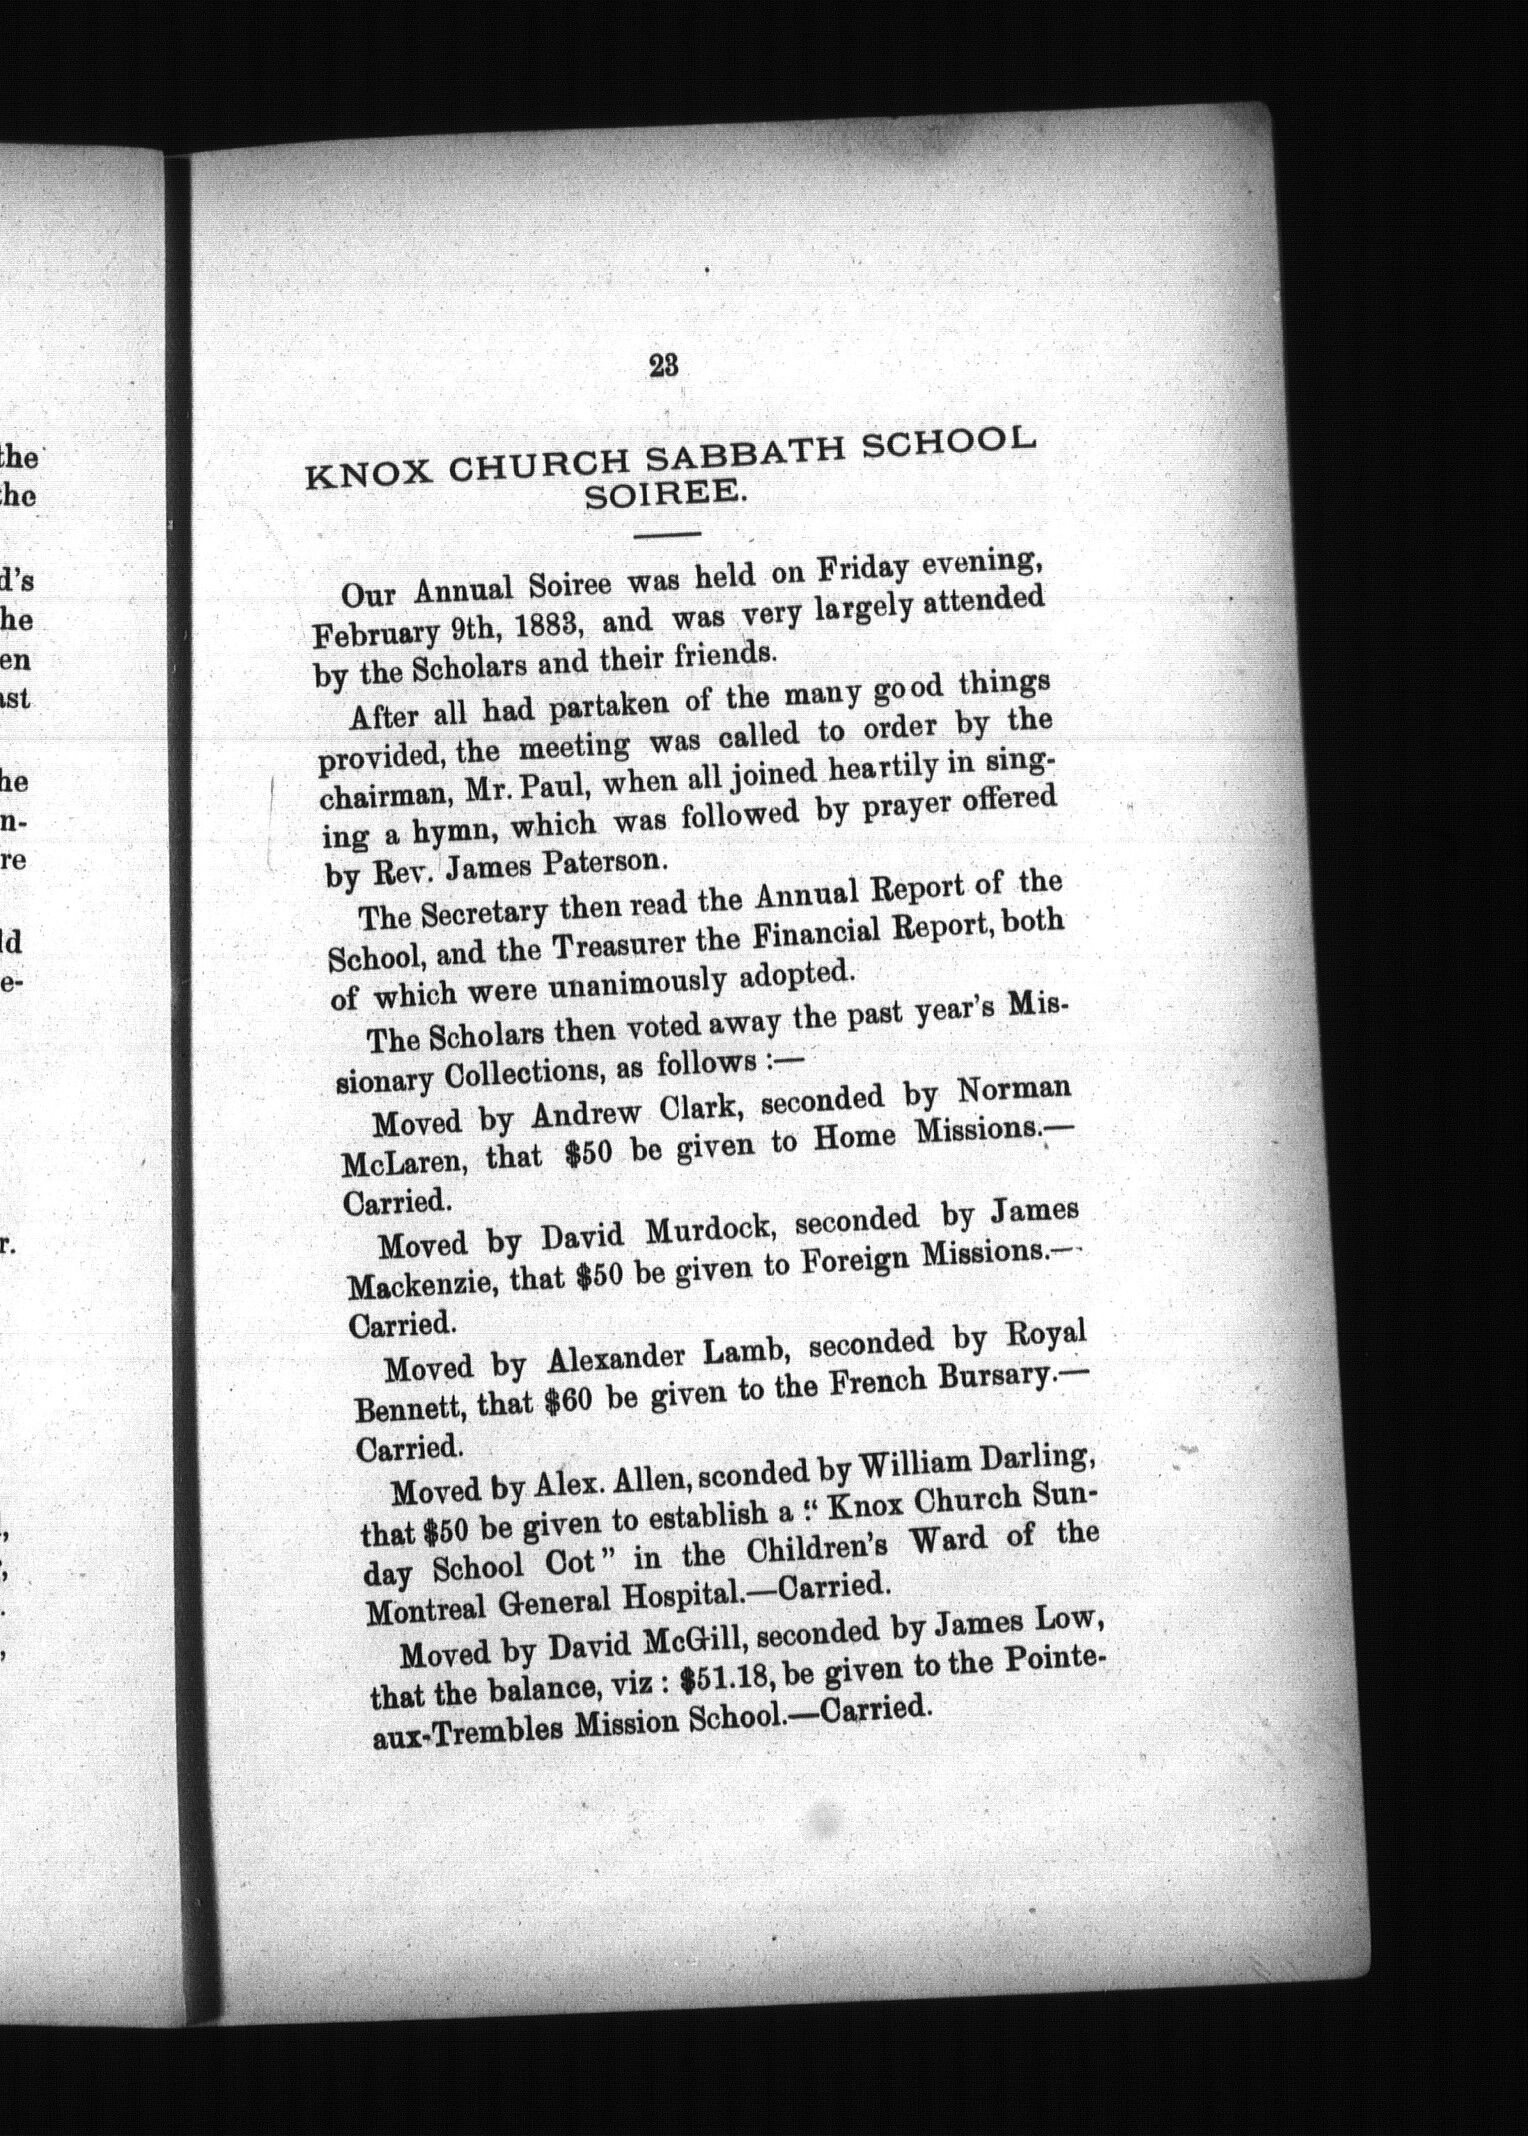 the
the
d's
he
en
ast
he
n-
re
ld
e-
r.
23
KNOX CHURCH SABBATH SCHOOL
SOIREE.
Our Annual Soiree was held on Friday evening,
February 9th, 1883, and was very largely attended
by the Scholars and their friends.
After all had partaken of the many good things
provided, the meeting was called to order by the
chairman, Mr. Paul, when all joined heartily in sing-
ing a hymn, which was followed by prayer offered
by Rev. James Paterson.
The Secretary then read the Annual Report of the
School, and the Treasurer the Financial Report, both
of which were unanimously adopted.
The Scholars then voted away the past year's Mis-
sionary Collections, as follows :—
Moved by Andrew Clark, seconded by Norman
McLaren, that $50 be given to Home Missions.—
Carried.
Moved by David Murdock, seconded by James
Mackenzie, that $50 be given to Foreign Missions.—
Carried.
Moved by Alexander Lamb, seconded by Royal
Bennett, that $60 be given to the French Bursary.—
Carried.
Moved by Alex. Allen, sconded by William Darling,
that $50 be given to establish a " Knox Church Sun-
day School Cot" in the Children's Ward of the
Montreal General Hospital.—Carried.
Moved by David McGill, seconded by James Low,
that the balance, viz : $51.18, be given to the Pointe-
aux-Trembles Mission School.—Carried.